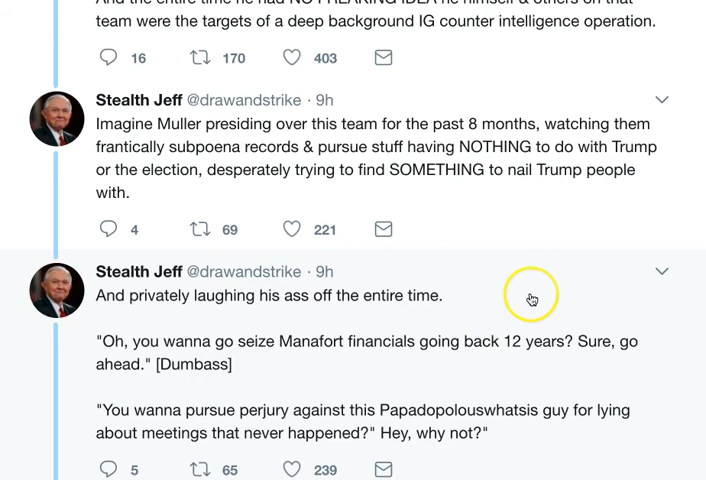 And the entire time he had NO FREAKING IDEA he himself & others on that
team were the targets of a deep background IG counter intelligence operation.
16 170 403
Stealth Jeff @drawandstrike · 9h
Imagine Muller presiding over this team for the past 8 months, watching them
frantically subpoena records & pursue stuff having NOTHING to do with Trump
or the election, desperately trying to find SOMETHING to nail Trump people
with.
4 69 221
Stealth Jeff @drawandstrike · 9h
And privately laughing his ass off the entire time.
"Oh, you wanna go seize Manafort financials going back 12 years? Sure, go
ahead." [Dumbass]
"You wanna pursue perjury against this Papadopolouswhatsis guy for lying
about meetings that never happened?" Hey, why not?"
5 65 239